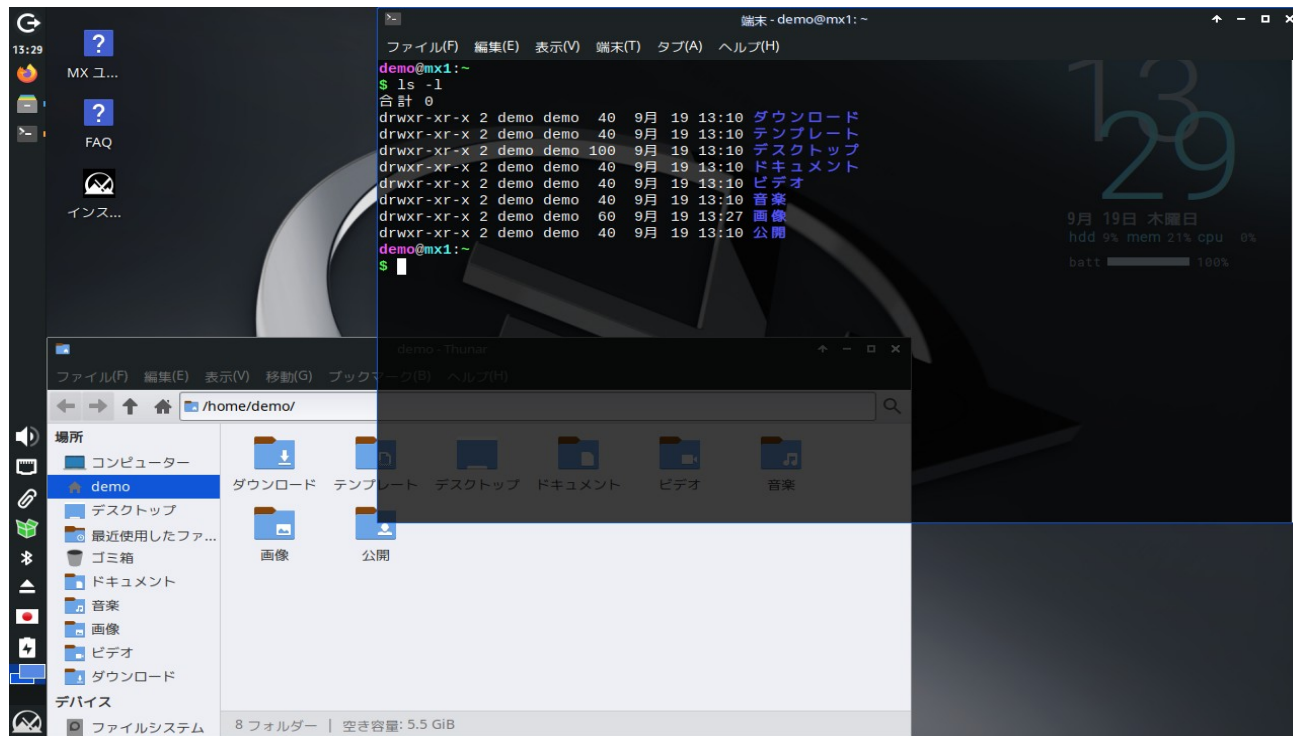 13:29
MX ユ...
FAQ
インス...
端末 - demo@mx1: ~
ファイル(F) 編集(E) 表示(V) 端末(T) タブ(A) ヘルプ(H)
demo@mx1:~
$ ls -l
合計 0
drwxr-xr-x 2 demo demo 40 9月 19 13:10 ダウンロード
drwxr-xr-x 2 demo demo 40 9月 19 13:10 テンプレート
drwxr-xr-x 2 demo demo 100 9月 19 13:10 デスクトップ
drwxr-xr-x 2 demo demo 40 9月 19 13:10 ドキュメント
drwxr-xr-x 2 demo demo 40 9月 19 13:10 ビデオ
drwxr-xr-x 2 demo demo 40 9月 19 13:10 音楽
drwxr-xr-x 2 demo demo 60 9月 19 13:27 画像
drwxr-xr-x 2 demo demo 40 9月 19 13:10 公開
demo@mx1:~
$
13
29
9月 19日 木曜日
hdd 9% mem 21% cpu 0%
batt 100%
demo - Thunar
ファイル(F) 編集(E) 表示(V) 移動(G) ブックマーク(B) ヘルプ(H)
/home/demo/
場所
コンピューター
demo
デスクトップ
最近使用したファ...
ゴミ箱
ドキュメント
音楽
画像
ビデオ
ダウンロード
デバイス
ファイルシステム
ダウンロード テンプレート デスクトップ ドキュメント ビデオ 音楽
画像 公開
8 フォルダー | 空き容量: 5.5 GiB